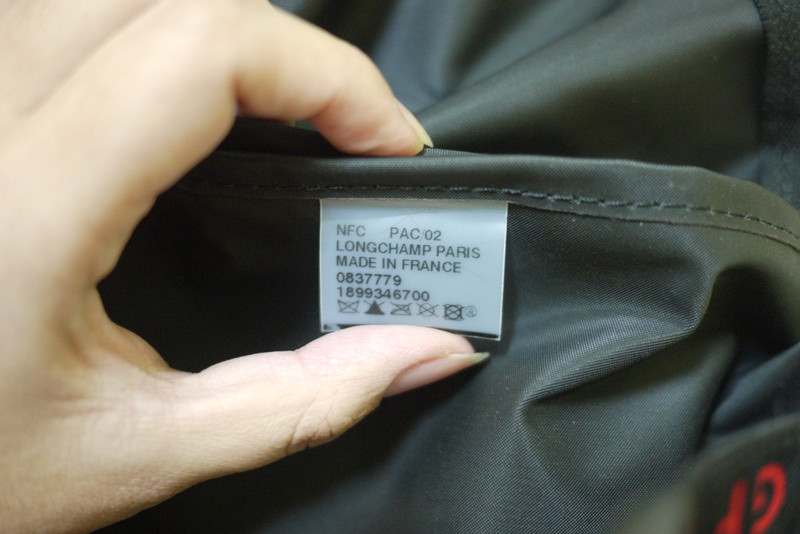 NFC PAC/02
LONGCHAMP PARIS
MADE IN FRANCE
0837779
1899346700